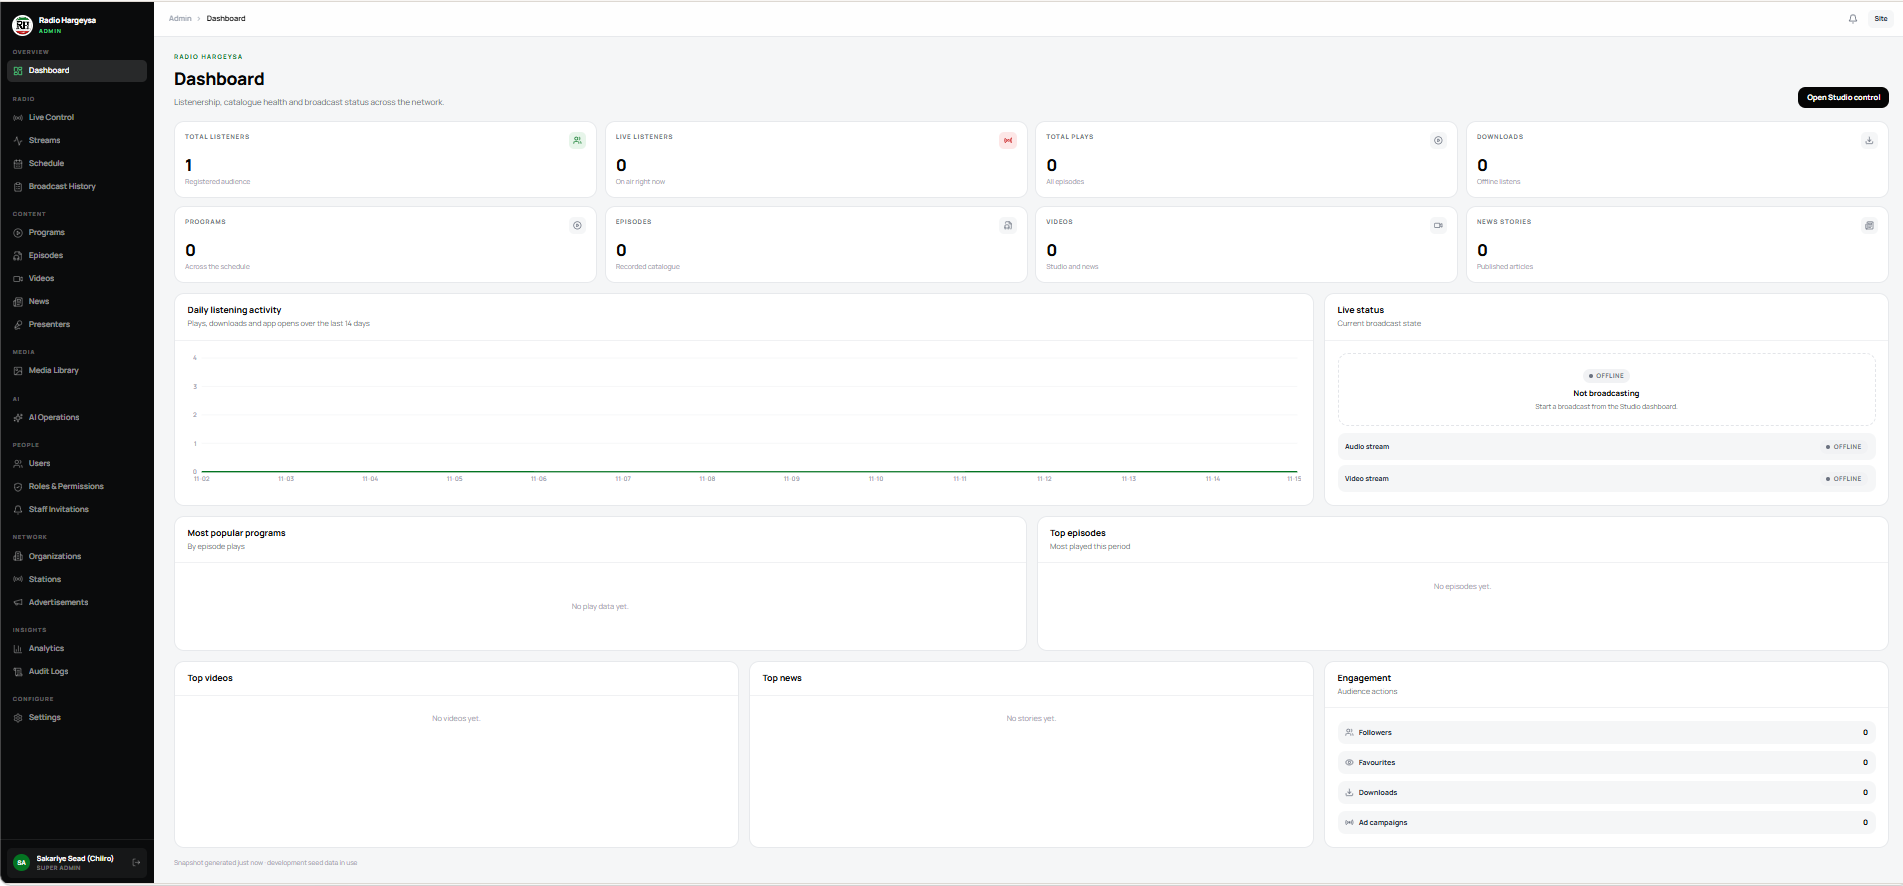 Radio Hargeysa
ADMIN
OVERVIEW
Dashboard
RADIO
Live Control
Streams
Schedule
Broadcast History
CONTENT
Programs
Episodes
Videos
News
Presenters
MEDIA
Media Library
AI
AI Operations
PEOPLE
Users
Roles & Permissions
Staff Invitations
NETWORK
Organizations
Stations
Advertisements
INSIGHTS
Analytics
Audit Logs
CONFIGURE
Settings
SA
Sakariye Sead (Chiiro)
SUPER ADMIN
Admin > Dashboard
Site
RADIO HARGEYSA
Dashboard
Listenership, catalogue health and broadcast status across the network.
Open Studio control
TOTAL LISTENERS
1
Registered audience
LIVE LISTENERS
0
On air right now
TOTAL PLAYS
0
All episodes
DOWNLOADS
0
Offline listens
PROGRAMS
0
Across the schedule
EPISODES
0
Recorded catalogue
VIDEOS
0
Studio and news
NEWS STORIES
0
Published articles
Daily listening activity
Plays, downloads and app opens over the last 14 days
4
3
2
1
0
11-02 11-03 11-04 11-05 11-06 11-07 11-08 11-09 11-10 11-11 11-12 11-13 11-14 11-15
Live status
Current broadcast state
OFFLINE
Not broadcasting
Start a broadcast from the Studio dashboard.
Audio stream OFFLINE
Video stream OFFLINE
Most popular programs
By episode plays
No play data yet.
Top episodes
Most played this period
No episodes yet.
Top videos
No videos yet.
Top news
No stories yet.
Engagement
Audience actions
Followers 0
Favourites 0
Downloads 0
Ad campaigns 0
Snapshot generated just now · development seed data in use